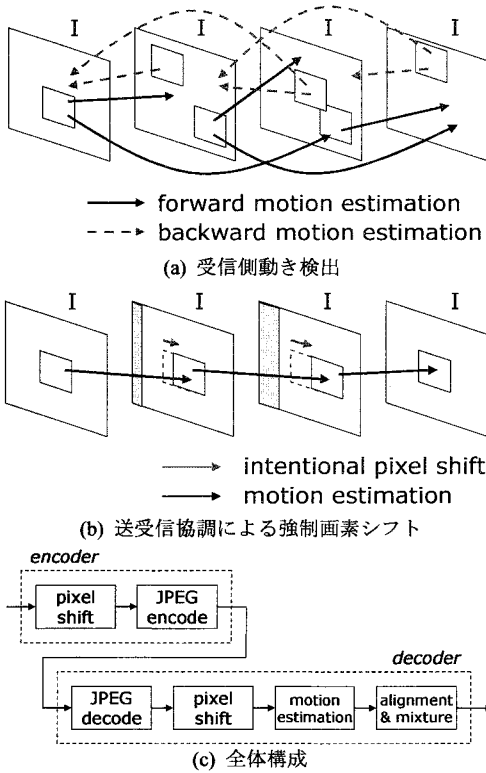 I I I I
forward motion estimation
backward motion estimation
(a) 受信側動き検出
I I I I
intentional pixel shift
motion estimation
(b) 送受信協調による強制画素シフト
encoder
pixel
shift
JPEG
encode
decoder
JPEG
decode
pixel
shift
motion
estimation
alignment
& mixture
(c) 全体構成